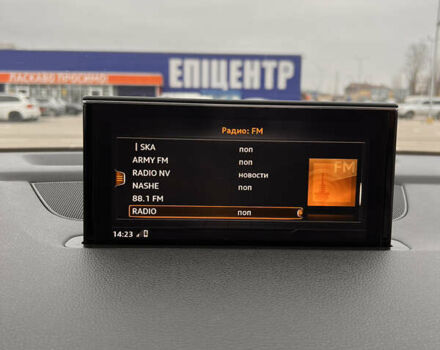 ЕПІЦЕНТР
ЛАСКАВО ПРОСИМО
Радио: FM
| SKA поп
ARMY FM поп
RADIO NV новости
NASHE поп
88.1 FM
RADIO поп
FM
14:23